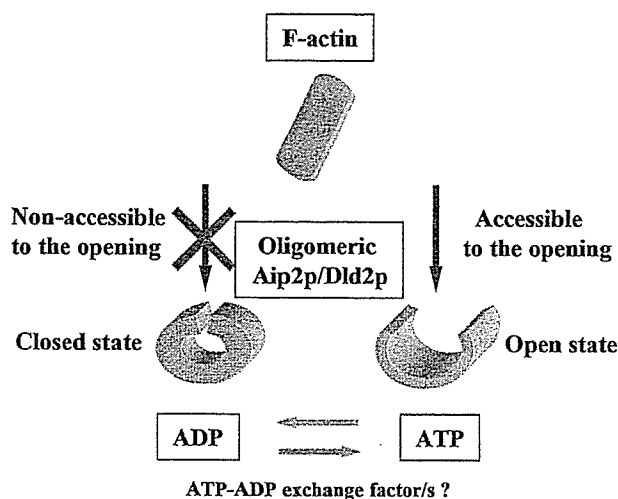 F-actin
Non-accessible
to the opening
Accessible
to the opening
Oligomeric
Aip2p/Dld2p
Closed state
Open state
ADP
ATP
ATP-ADP exchange factor/s ?